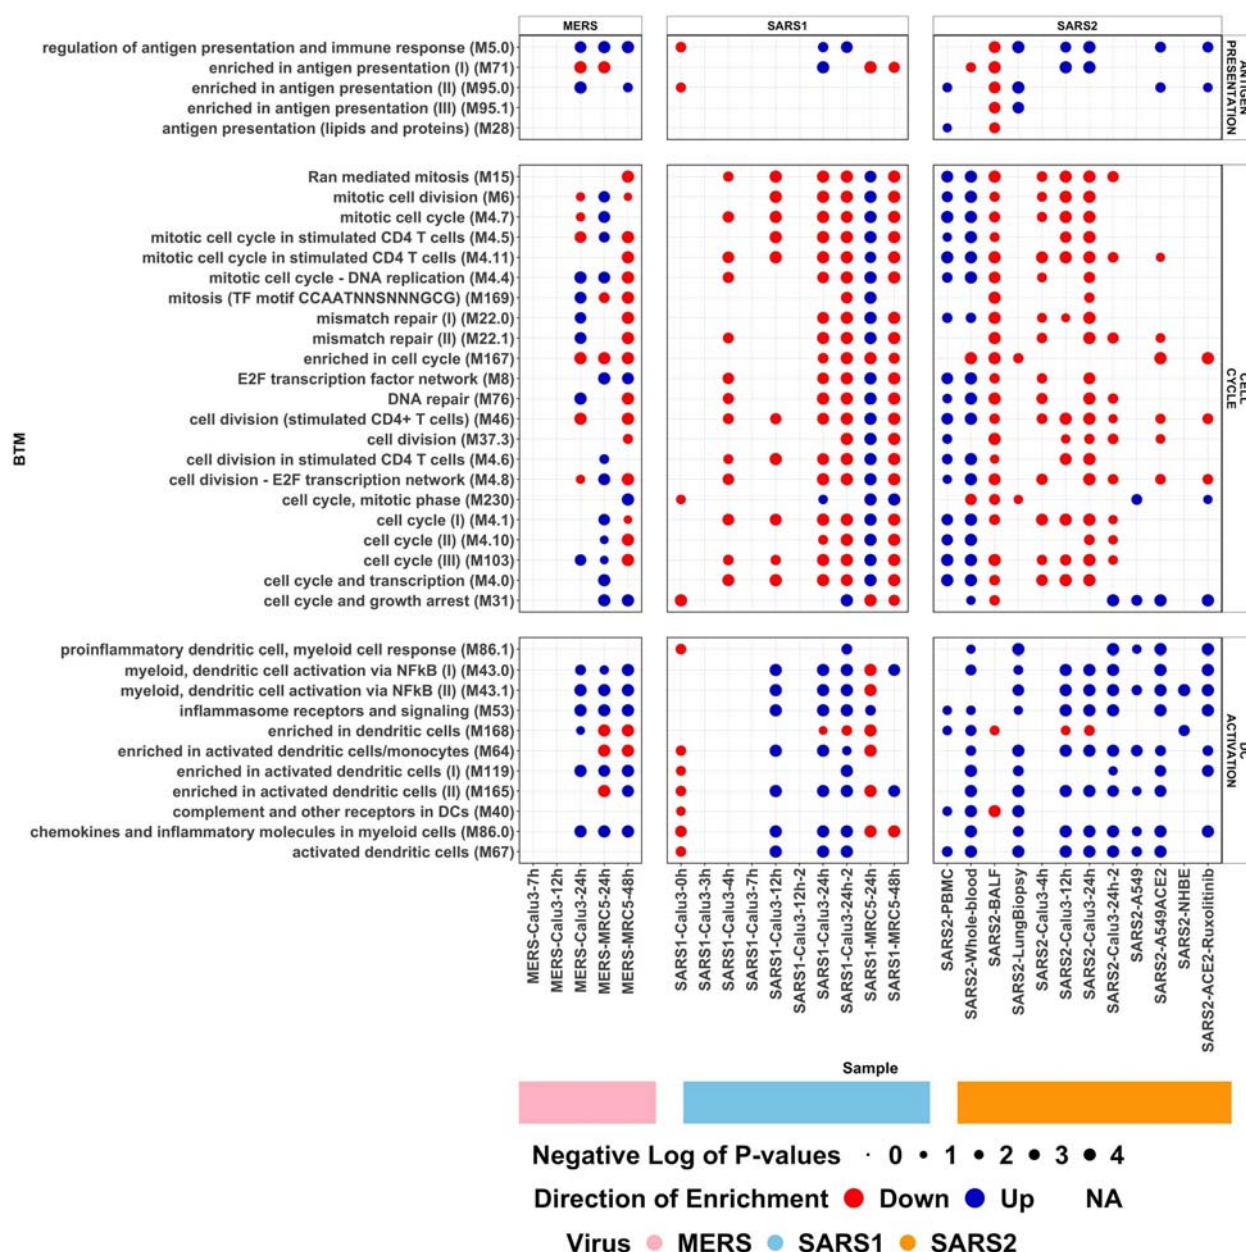 MERS
SARS1
SARS2
BTM
regulation of antigen presentation and immune response (M5.0)
enriched in antigen presentation (I) (M71)
enriched in antigen presentation (II) (M95.0)
enriched in antigen presentation (III) (M95.1)
antigen presentation (lipids and proteins) (M28)
ANTIGEN
PRESENTATION
Ran mediated mitosis (M15)
mitotic cell division (M6)
mitotic cell cycle (M4.7)
mitotic cell cycle in stimulated CD4 T cells (M4.5)
mitotic cell cycle in stimulated CD4 T cells (M4.11)
mitotic cell cycle - DNA replication (M4.4)
mitosis (TF motif CCAATNNSNNNGCG) (M169)
mismatch repair (I) (M22.0)
mismatch repair (II) (M22.1)
enriched in cell cycle (M167)
E2F transcription factor network (M8)
DNA repair (M76)
cell division (stimulated CD4+ T cells) (M46)
cell division (M37.3)
cell division in stimulated CD4 T cells (M4.6)
cell division - E2F transcription network (M4.8)
cell cycle, mitotic phase (M230)
cell cycle (I) (M4.1)
cell cycle (II) (M4.10)
cell cycle (III) (M103)
cell cycle and transcription (M4.0)
cell cycle and growth arrest (M31)
CELL
CYCLE
proinflammatory dendritic cell, myeloid cell response (M86.1)
myeloid, dendritic cell activation via NFkB (I) (M43.0)
myeloid, dendritic cell activation via NFkB (II) (M43.1)
inflammasome receptors and signaling (M53)
enriched in dendritic cells (M168)
enriched in activated dendritic cells/monocytes (M64)
enriched in activated dendritic cells (I) (M119)
enriched in activated dendritic cells (II) (M165)
complement and other receptors in DCs (M40)
chemokines and inflammatory molecules in myeloid cells (M86.0)
activated dendritic cells (M67)
DC
ACTIVATION
MERS-Calu3-7h
MERS-Calu3-12h
MERS-Calu3-24h
MERS-MRC5-24h
MERS-MRC5-48h
SARS1-Calu3-0h
SARS1-Calu3-3h
SARS1-Calu3-4h
SARS1-Calu3-7h
SARS1-Calu3-12h
SARS1-Calu3-12h-2
SARS1-Calu3-24h
SARS1-Calu3-24h-2
SARS1-MRC5-24h
SARS1-MRC5-48h
SARS2-PBMC
SARS2-Whole-blood
SARS2-BALF
SARS2-LungBiopsy
SARS2-Calu3-4h
SARS2-Calu3-12h
SARS2-Calu3-24h
SARS2-Calu3-24h-2
SARS2-A549
SARS2-A549ACE2
SARS2-NHBE
SARS2-ACE2-Ruxolitinib
Sample
Negative Log of P-values 0 1 2 3 4
Direction of Enrichment Down Up NA
Virus MERS SARS1 SARS2